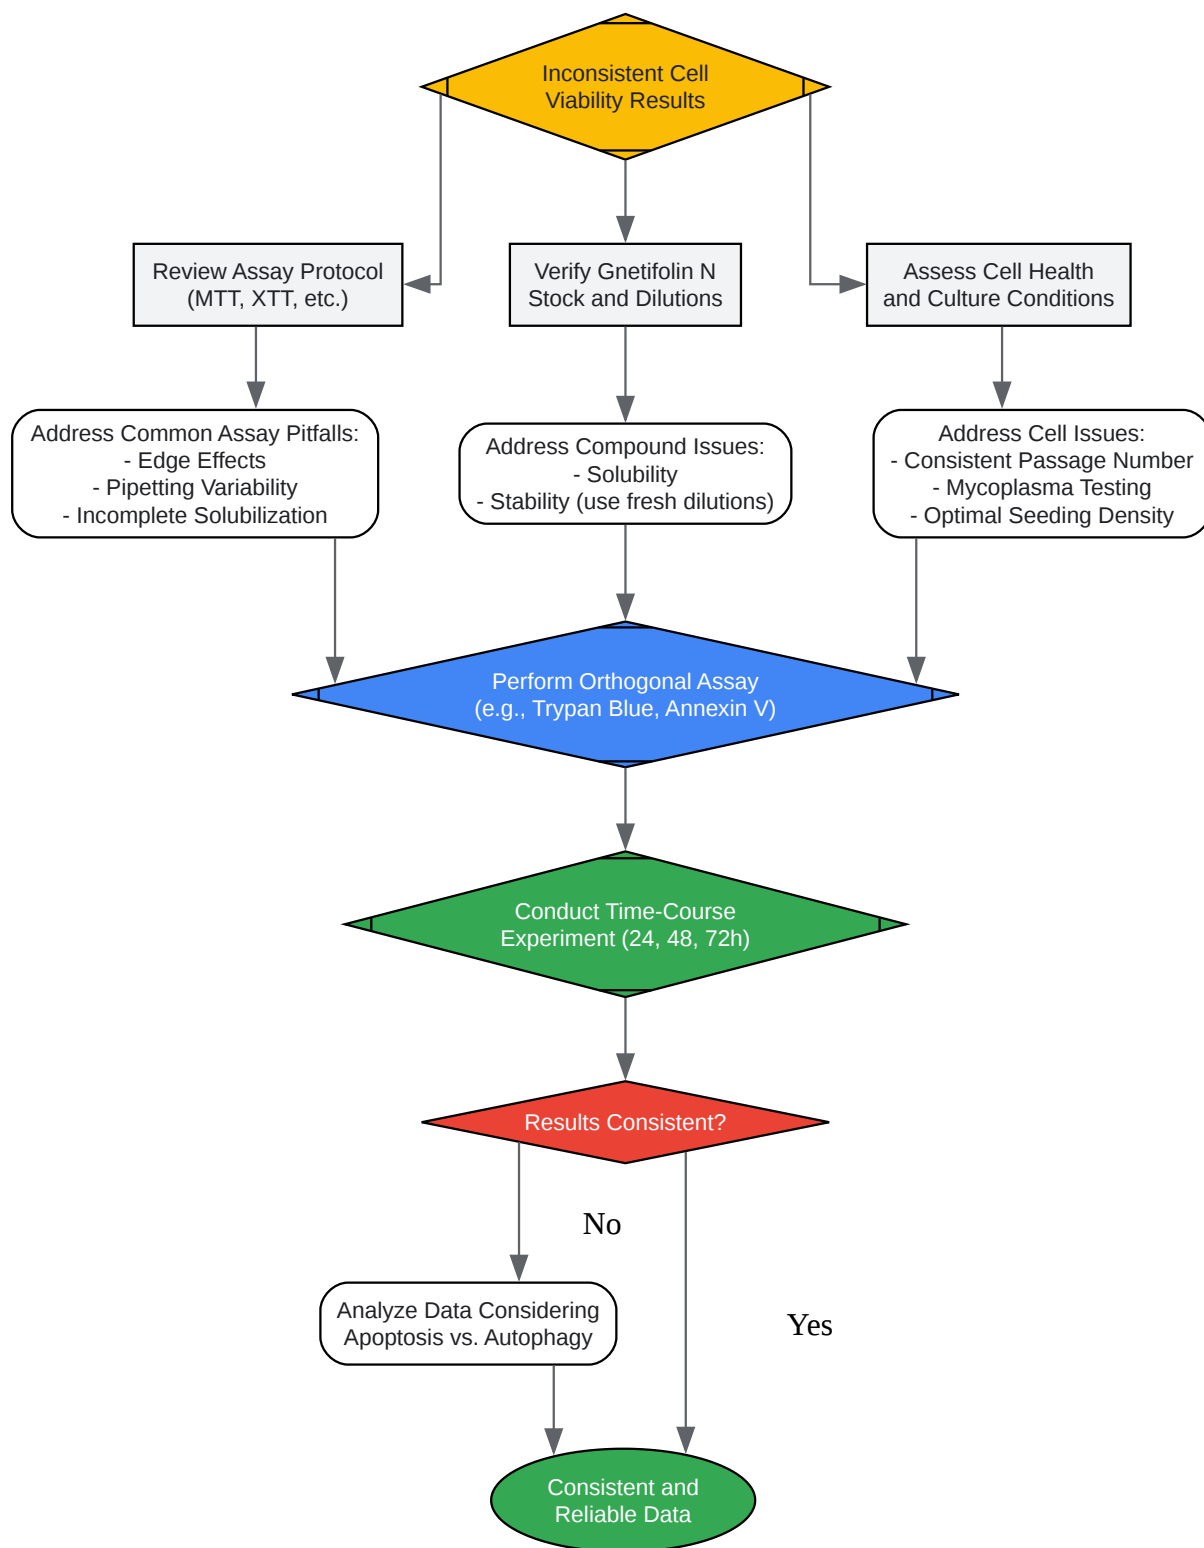 Inconsistent Cell
Viability Results
Review Assay Protocol
(MTT, XTT, etc.)
Verify Gnetifolin N
Stock and Dilutions
Assess Cell Health
and Culture Conditions
Address Common Assay Pitfalls:
- Edge Effects
- Pipetting Variability
- Incomplete Solubilization
Address Compound Issues:
- Solubility
- Stability (use fresh dilutions)
Address Cell Issues:
- Consistent Passage Number
- Mycoplasma Testing
- Optimal Seeding Density
Perform Orthogonal Assay
(e.g., Trypan Blue, Annexin V)
Conduct Time-Course
Experiment (24, 48, 72h)
Results Consistent?
No
Yes
Analyze Data Considering
Apoptosis vs. Autophagy
Consistent and
Reliable Data